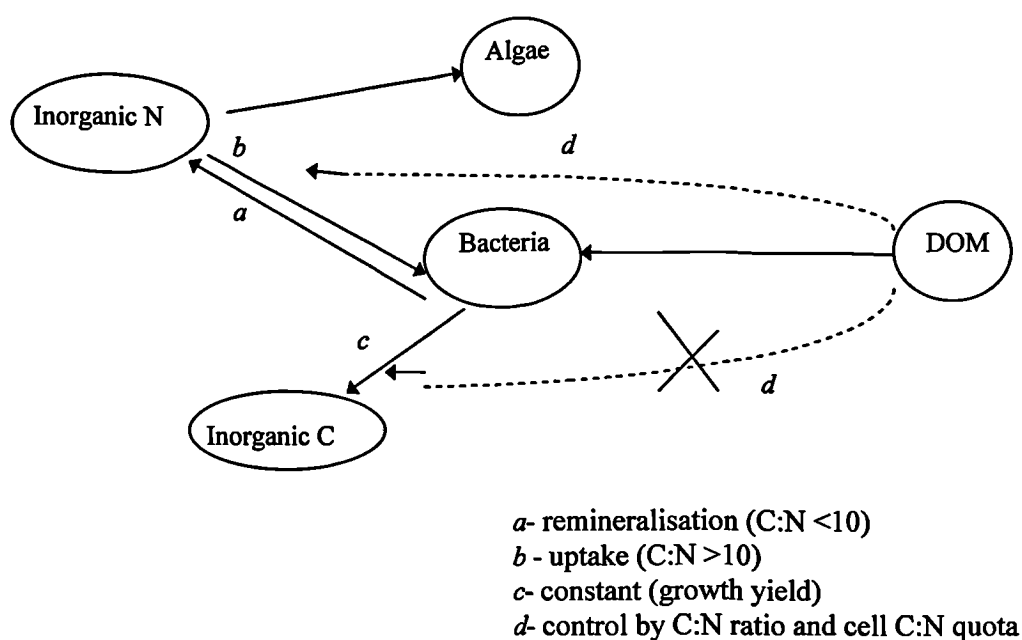 Algae
Inorganic N
b
d
a
Bacteria
DOM
c
d
Inorganic C
a- remineralisation (C:N <10)
b - uptake (C:N >10)
c- constant (growth yield)
d- control by C:N ratio and cell C:N quota